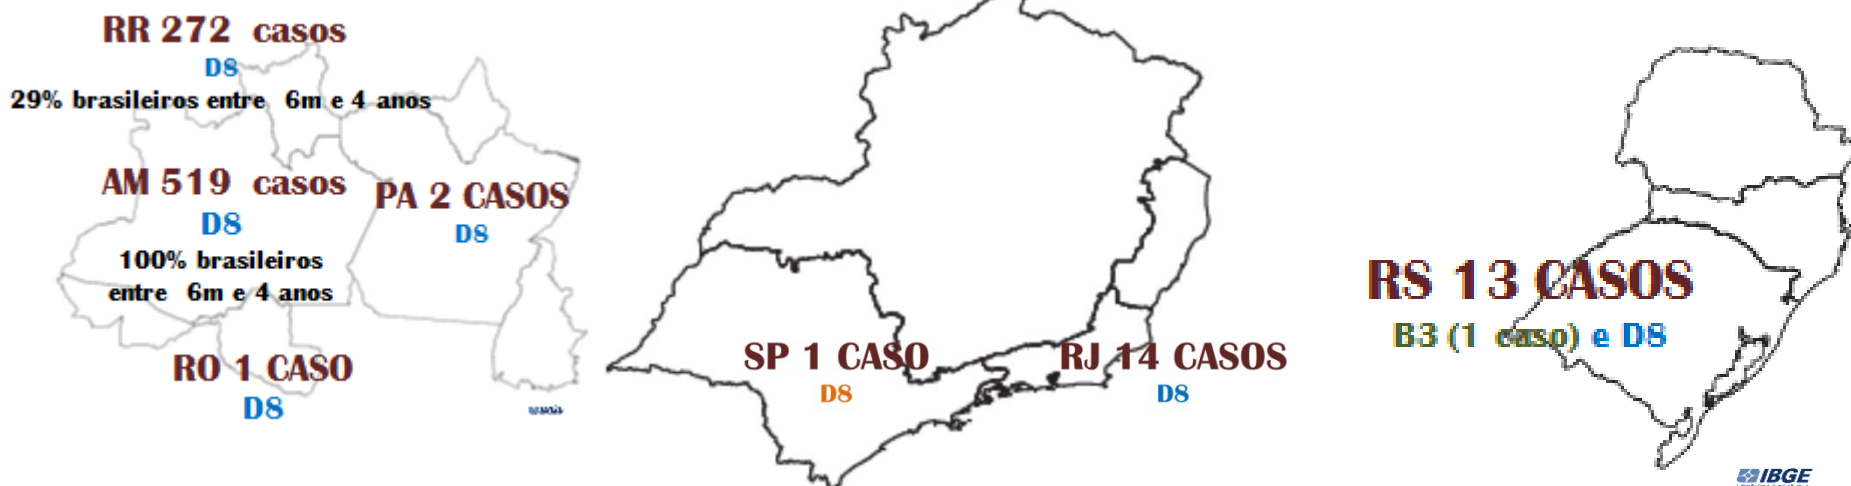 RR 272 casos
D8
29% brasileiros entre 6m e 4 anos
AM 519 casos
D8
100% brasileiros
entre 6m e 4 anos
PA 2 CASOS
D8
RO 1 CASO
D8
SP 1 CASO
D8
RJ 14 CASOS
D8
RS 13 CASOS
B3 (1 caso) e D8
IBGE